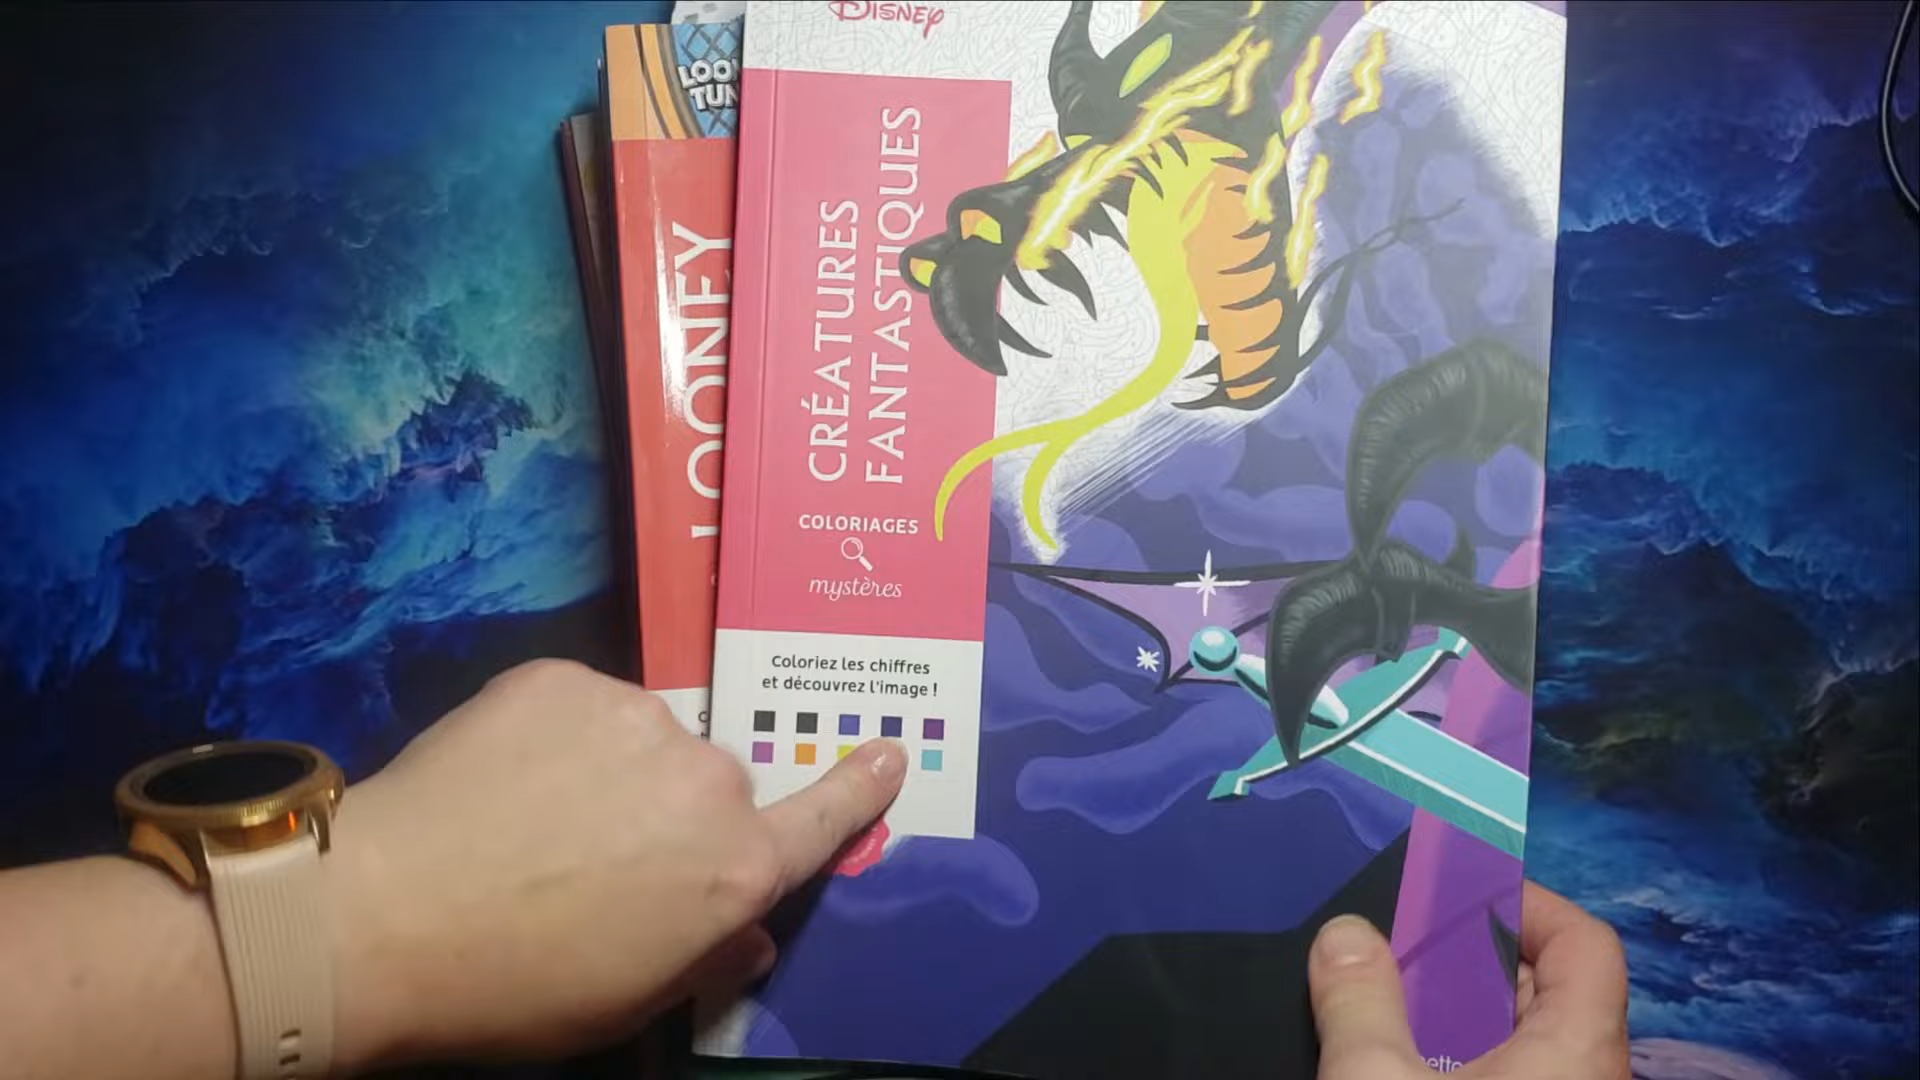 DISNEY
LOONEY
CRÉATURES
FANTASTIQUES
COLORIAGES
mystères
Coloriez les chiffres
et découvrez l'image !